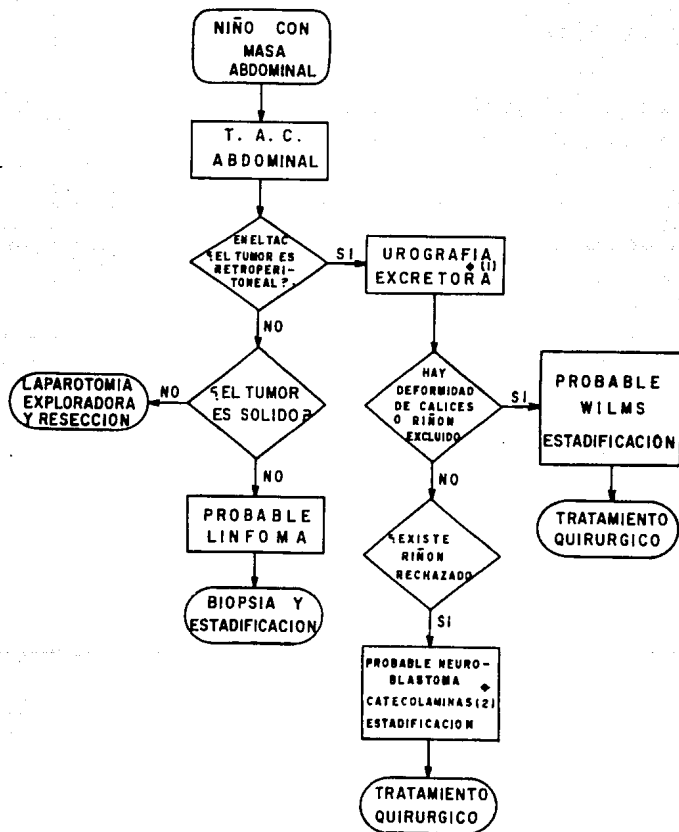 NIÑO CON
MASA
ABDOMINAL
T. A. C.
ABDOMINAL
EN EL TAC
¿EL TUMOR ES
RETROPERI-
TONEAL?.
SI
UROGRAFIA
EXCRETORA (1)
NO
¿EL TUMOR
ES SOLIDO?
NO
LAPAROTOMIA
EXPLORADORA
Y RESECCION
NO
PROBABLE
LINFOMA
BIOPSIA Y
ESTADIFICACION
HAY
DEFORMIDAD
DE CALICES
O RIÑON
EXCLUIDO
SI
PROBABLE
WILMS
ESTADIFICACIÓN
TRATAMIENTO
QUIRURGICO
NO
¿EXISTE
RIÑON
RECHAZADO
SI
PROBABLE NEURO-
BLASTOMA
CATECOLAMINAS (2)
ESTADIFICACION
TRATAMIENTO
QUIRURGICO